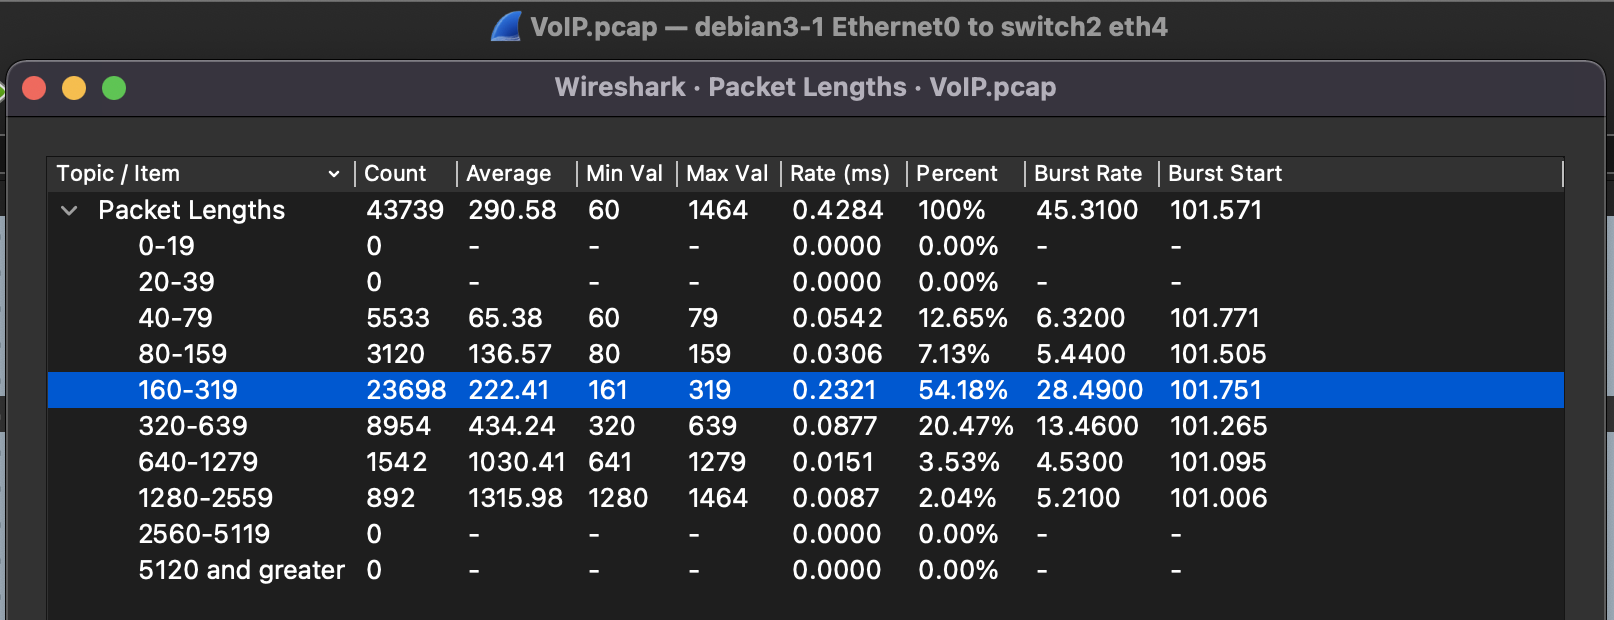 VoIP.pcap — debian3-1 Ethernet0 to switch2 eth4
Wireshark · Packet Lengths · VoIP.pcap
Topic / Item Count Average Min Val Max Val Rate (ms) Percent Burst Rate Burst Start
Packet Lengths 43739 290.58 60 1464 0.4284 100% 45.3100 101.571
0-19 0 - - - 0.0000 0.00% - -
20-39 0 - - - 0.0000 0.00% - -
40-79 5533 65.38 60 79 0.0542 12.65% 6.3200 101.771
80-159 3120 136.57 80 159 0.0306 7.13% 5.4400 101.505
160-319 23698 222.41 161 319 0.2321 54.18% 28.4900 101.751
320-639 8954 434.24 320 639 0.0877 20.47% 13.4600 101.265
640-1279 1542 1030.41 641 1279 0.0151 3.53% 4.5300 101.095
1280-2559 892 1315.98 1280 1464 0.0087 2.04% 5.2100 101.006
2560-5119 0 - - - 0.0000 0.00% - -
5120 and greater 0 - - - 0.0000 0.00% - -